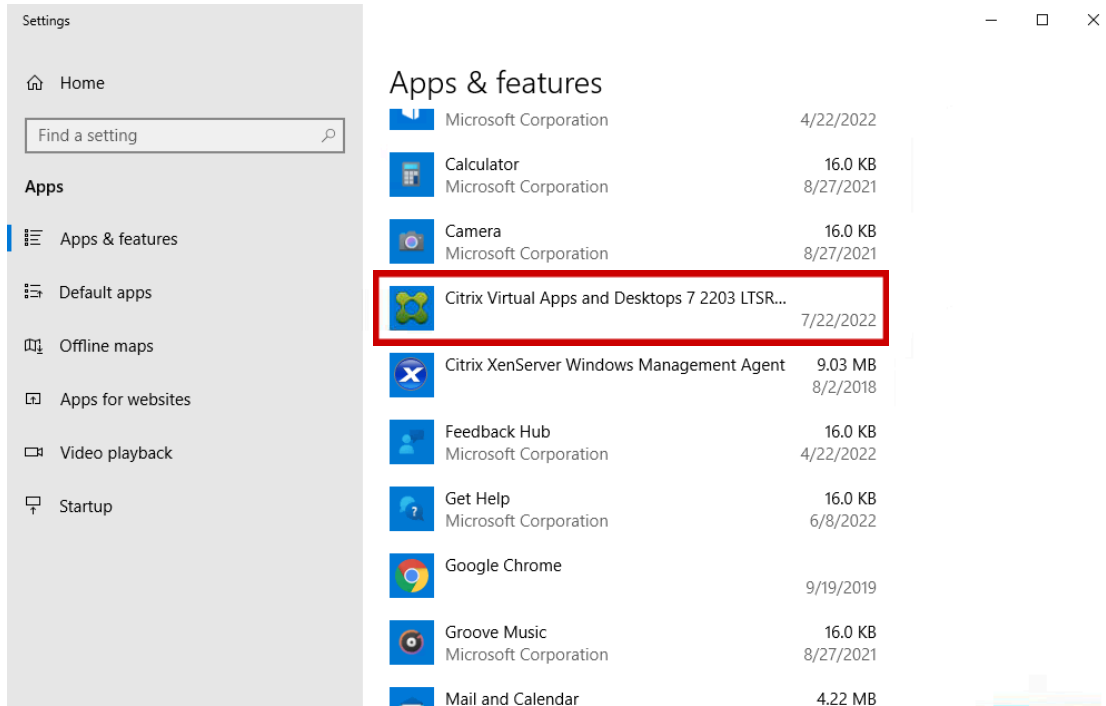 Settings
Home
Find a setting
Apps
Apps & features
Default apps
Offline maps
Apps for websites
Video playback
Startup
Apps & features
Microsoft Corporation 4/22/2022
Calculator 16.0 KB
Microsoft Corporation 8/27/2021
Camera 16.0 KB
Microsoft Corporation 8/27/2021
Citrix Virtual Apps and Desktops 7 2203 LTSR...
7/22/2022
Citrix XenServer Windows Management Agent 9.03 MB
8/2/2018
Feedback Hub 16.0 KB
Microsoft Corporation 4/22/2022
Get Help 16.0 KB
Microsoft Corporation 6/8/2022
Google Chrome
9/19/2019
Groove Music 16.0 KB
Microsoft Corporation 8/27/2021
Mail and Calendar 4.22 MB